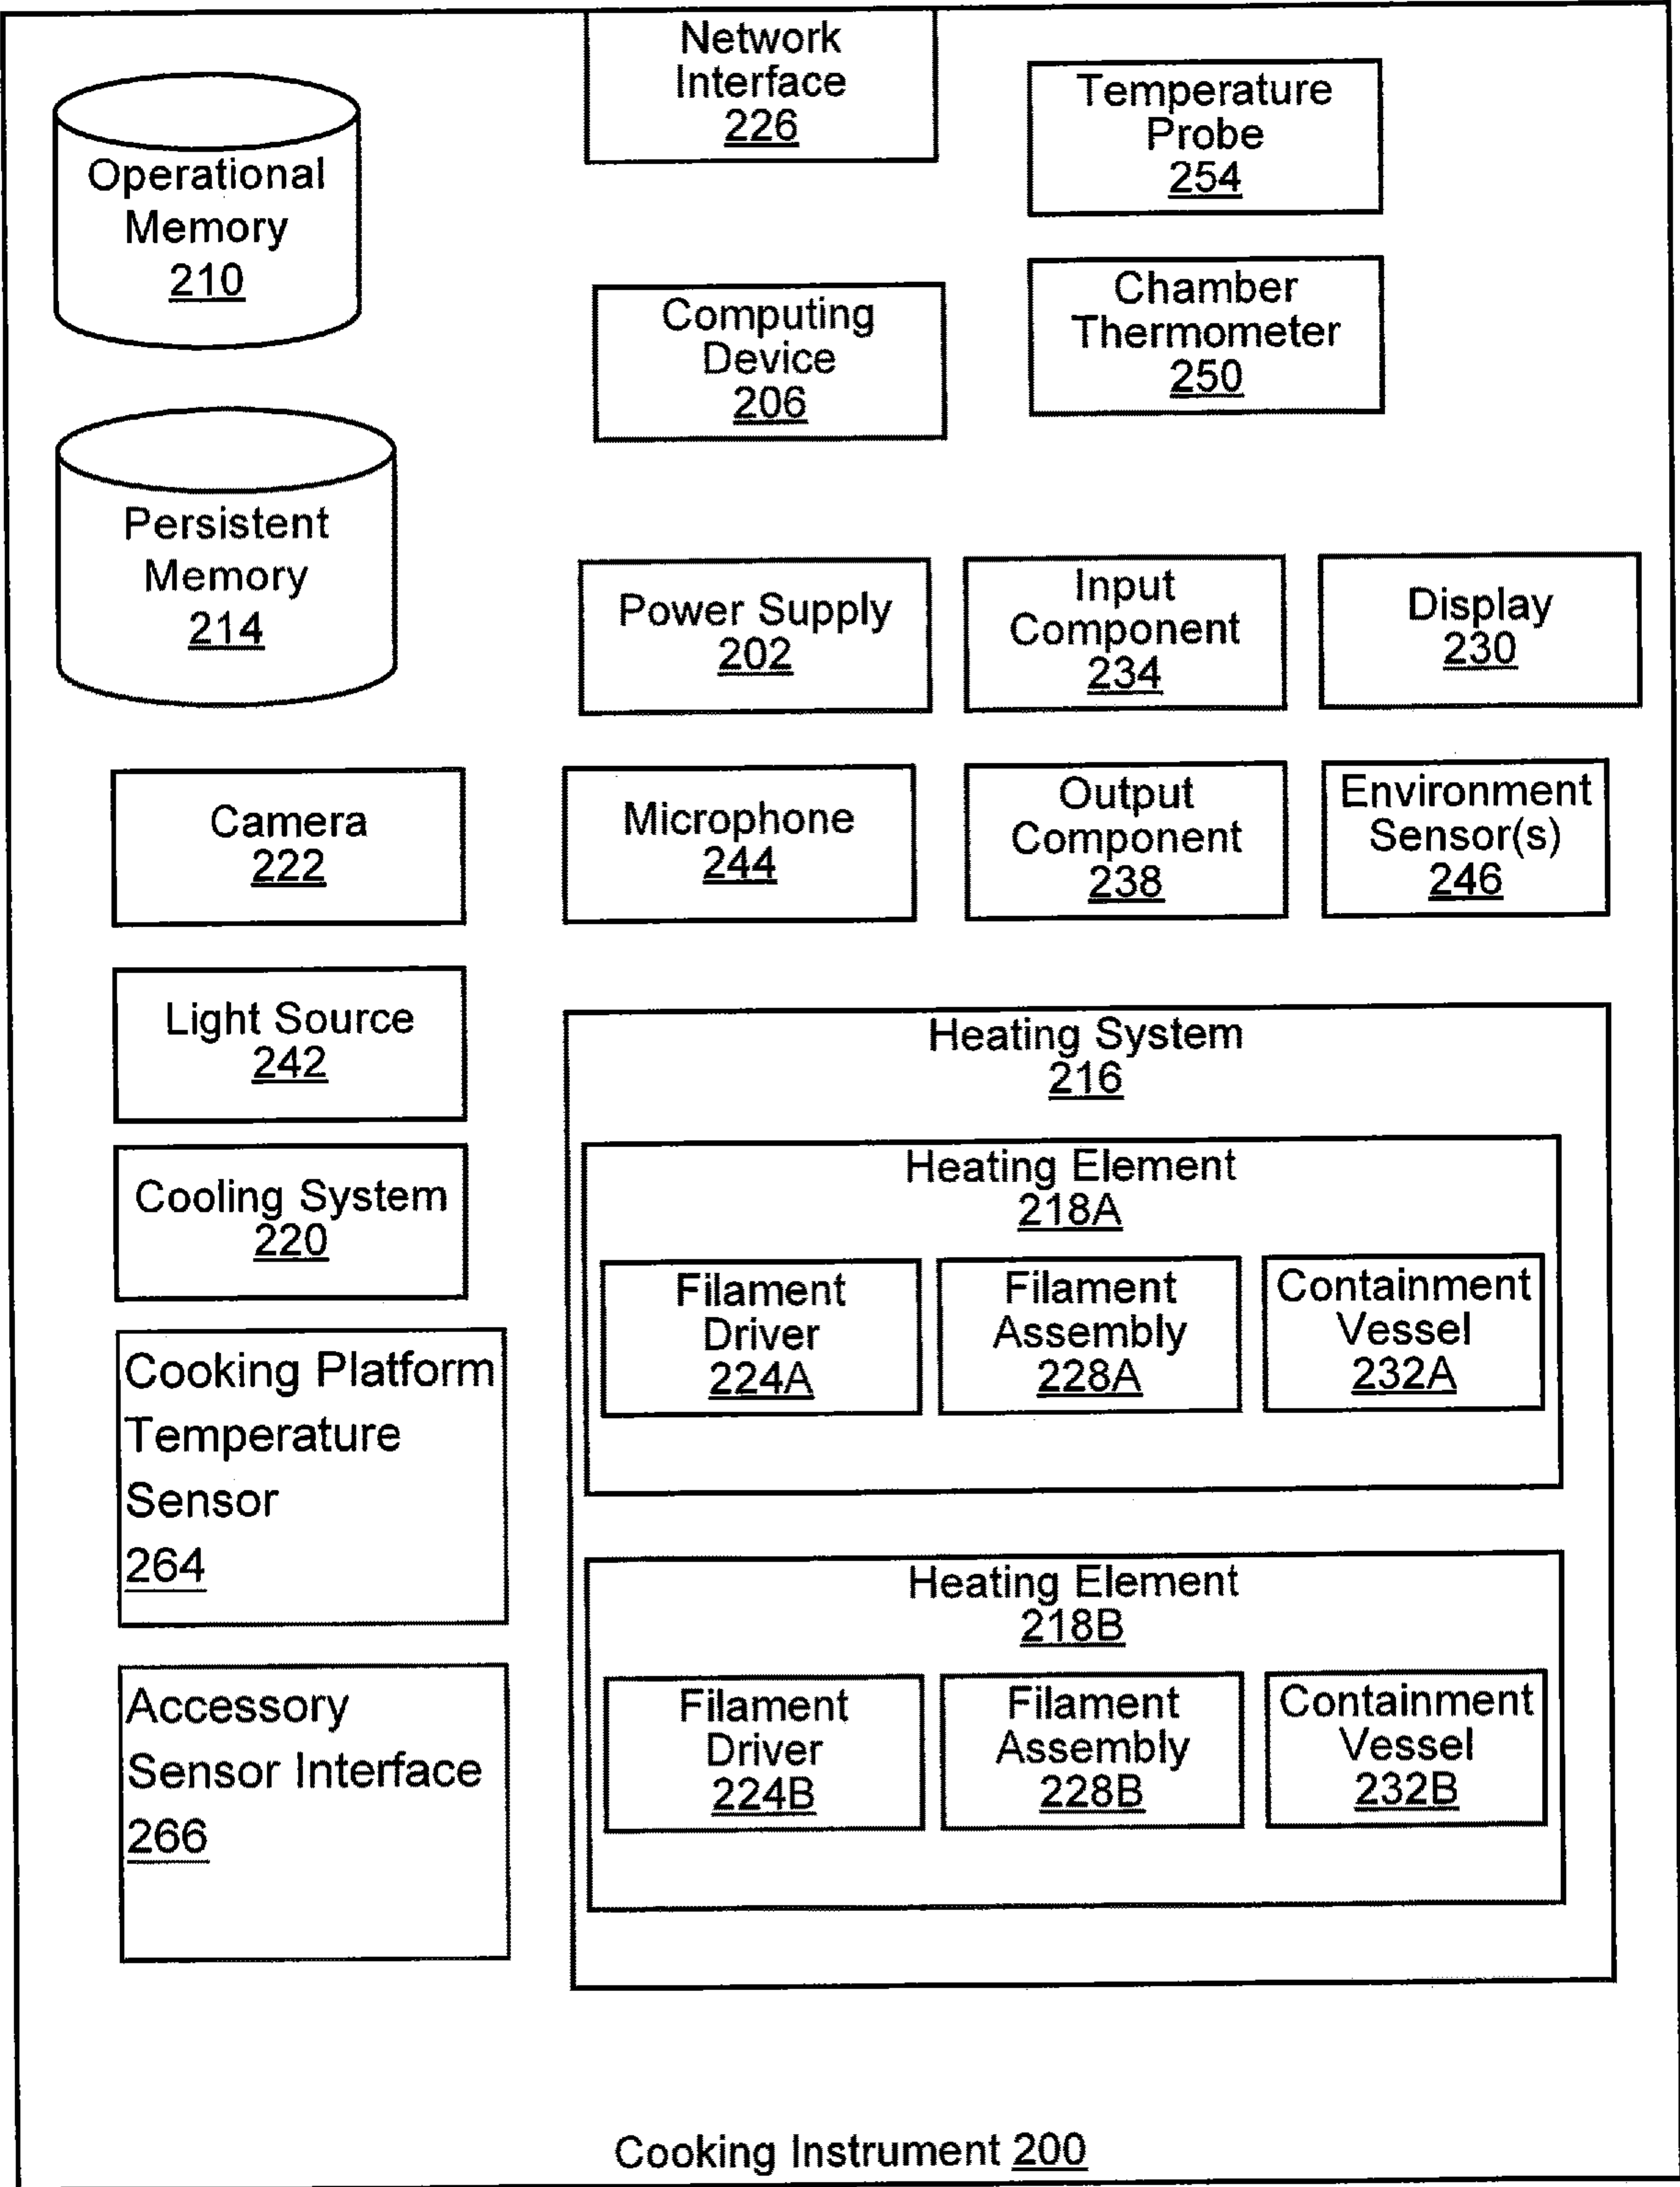 Network
Interface
226
Temperature
Probe
254
Operational
Memory
210
Computing
Device
206
Chamber
Thermometer
250
Persistent
Memory
214
Power Supply
202
Input
Component
234
Display
230
Camera
222
Microphone
244
Output
Component
238
Environment
Sensor(s)
246
Light Source
242
Cooling System
220
Cooking Platform
Temperature
Sensor
264
Accessory
Sensor Interface
266
Heating System
216
Heating Element
218A
Filament
Driver
224A
Filament
Assembly
228A
Containment
Vessel
232A
Heating Element
218B
Filament
Driver
224B
Filament
Assembly
228B
Containment
Vessel
232B
Cooking Instrument 200